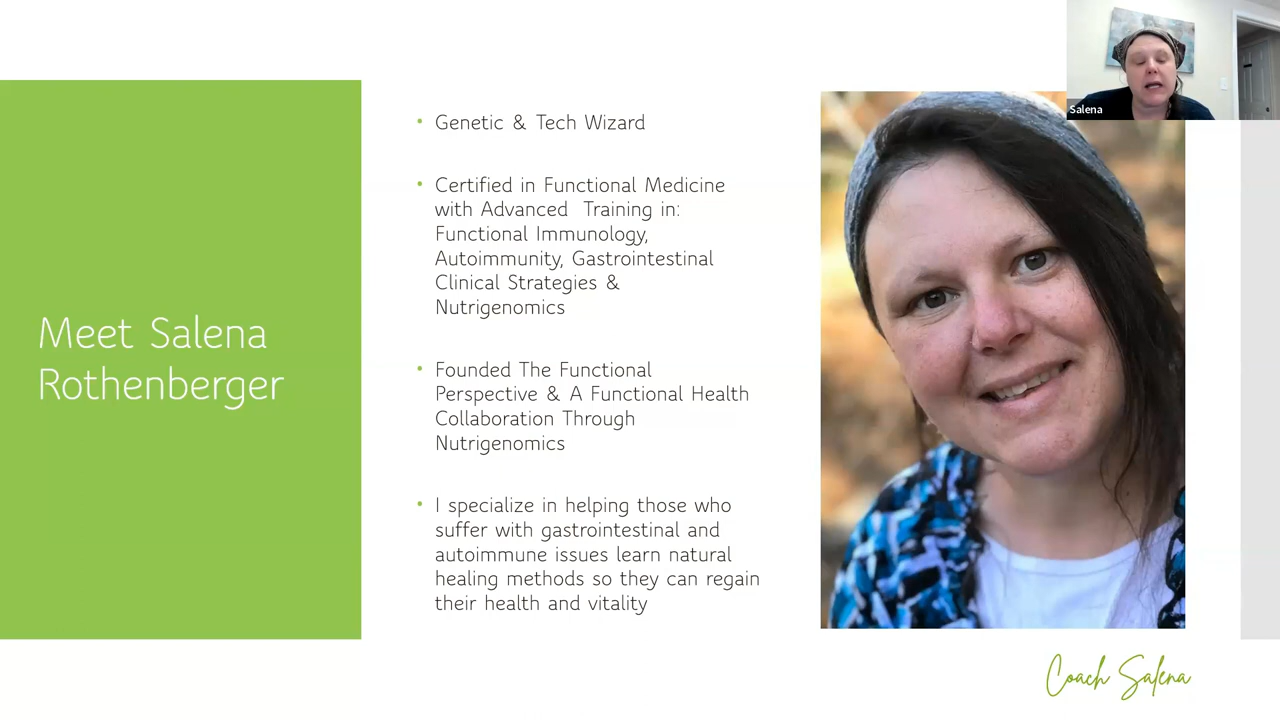 Meet Salena
Rothenberger
• Genetic & Tech Wizard
• Certified in Functional Medicine
with Advanced  Training in:
Functional Immunology,
Autoimmunity, Gastrointestinal
Clinical Strategies &
Nutrigenomics
• Founded The Functional
Perspective & A Functional Health
Collaboration Through
Nutrigenomics
• I specialize in helping those who
suffer with gastrointestinal and
autoimmune issues learn natural
healing methods so they can regain
their health and vitality
Salena
Coach Salena